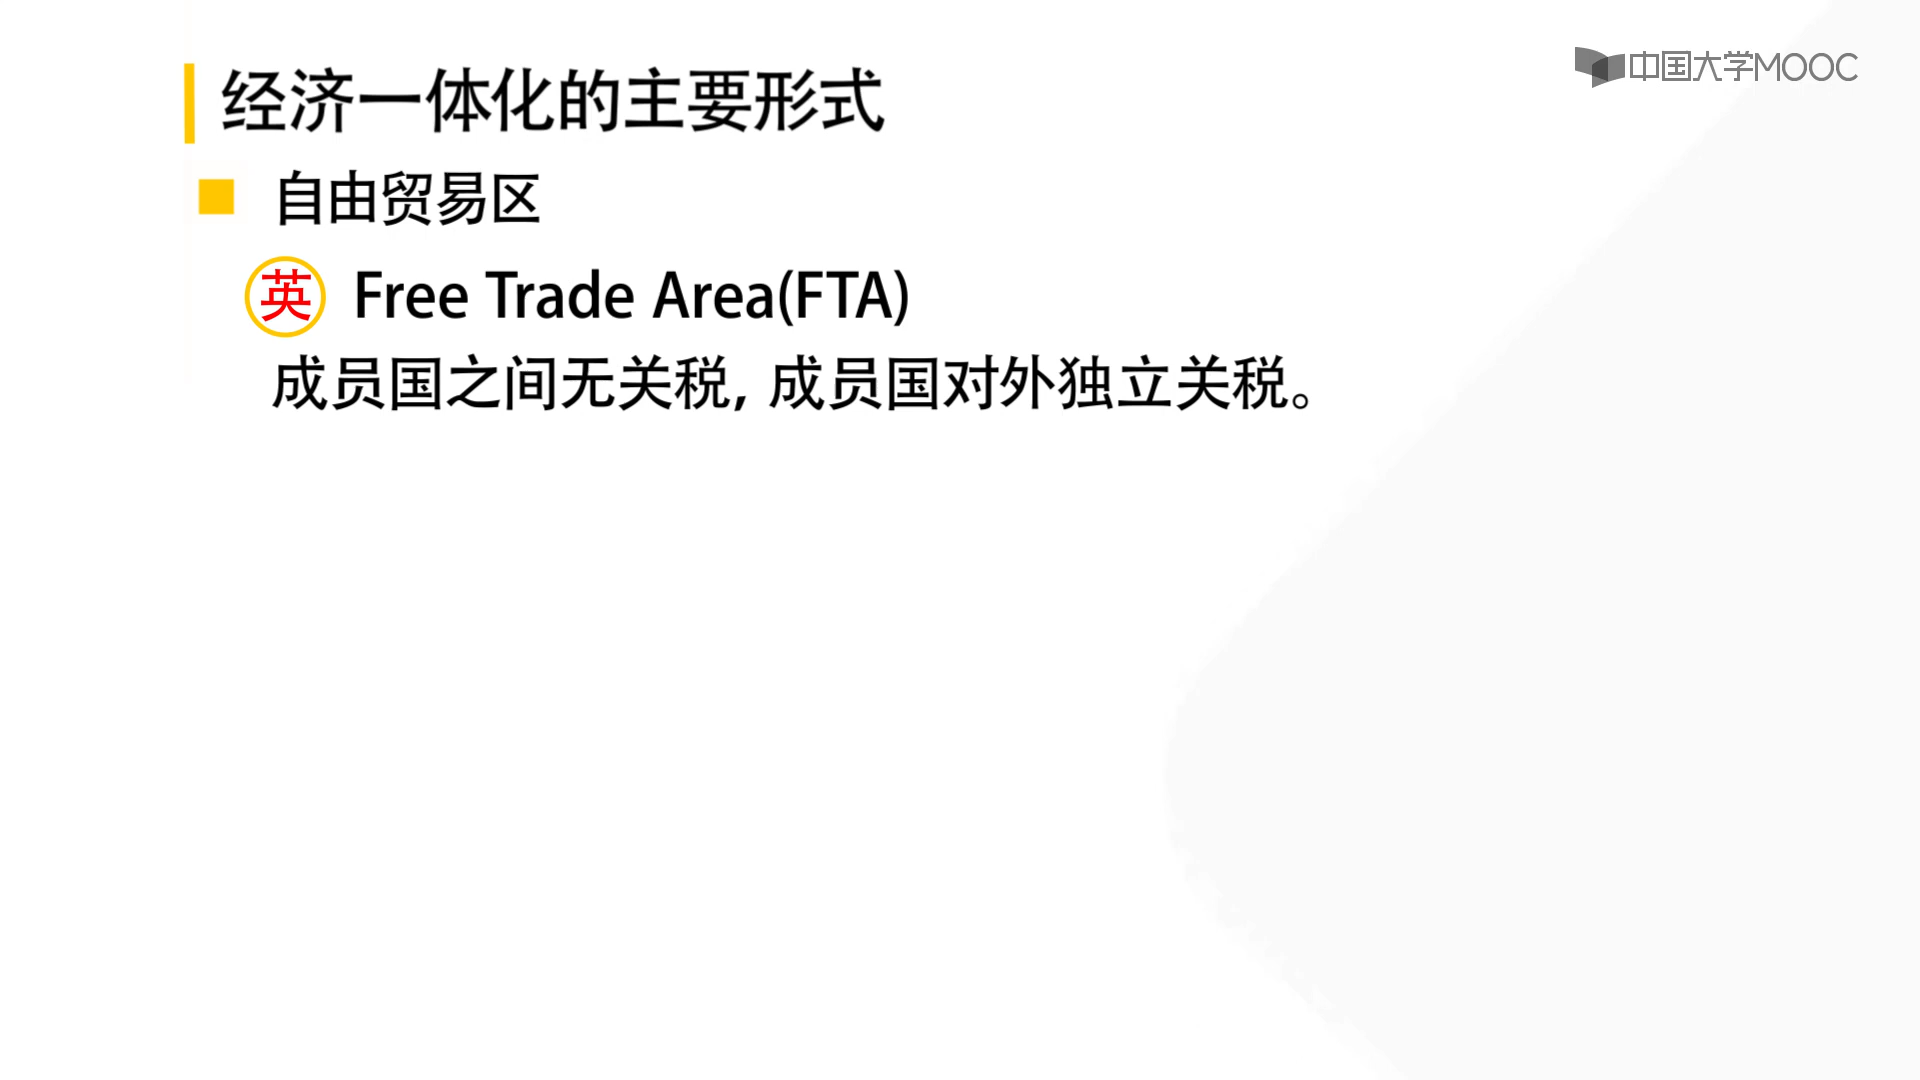 中国大学MOOC
经济一体化的主要形式
自由贸易区
英 Free Trade Area(FTA)
成员国之间无关税, 成员国对外独立关税。